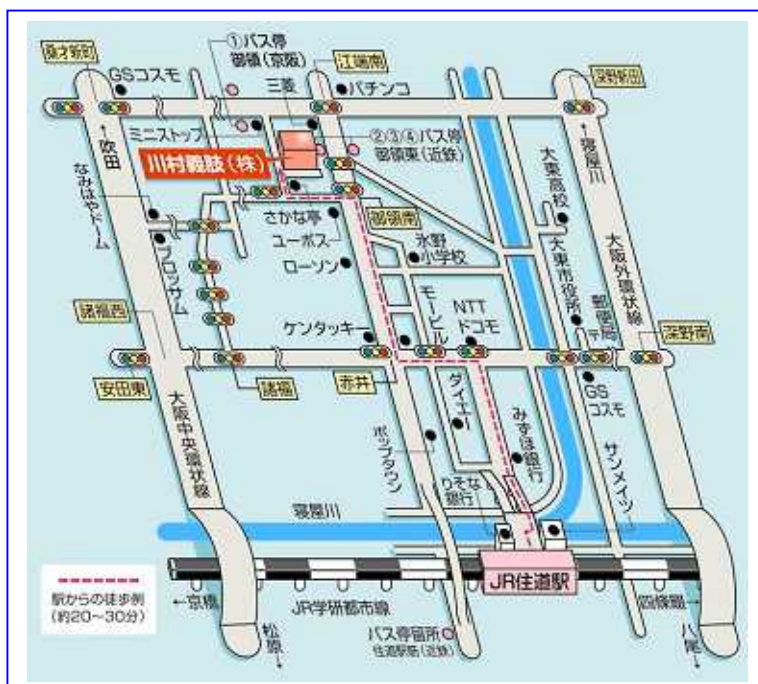 桑才新町
GSコスモ
①バス停
御領(京阪)
江端南
深野新田
三菱
パチンコ
←吹田
ミニストップ
②③④バス停
御領東(近鉄)
←寝屋川
川村義肢(株)
なみはやドーム
大東高校
さかな亭
御領南
ユーポス
氷野
小学校
大阪外環状線
ローソン
ブロッサム
大東市役所
郵便局
〒
諸福西
モービル
NTT
ドコモ
ケンタッキー
深野南
安田東
諸福
赤井
GS
コスモ
ダイエー
大阪中央環状線
みずほ銀行
ポップタウン
サンメイツ
りそな
銀行
寝屋川
JR住道駅
駅からの徒歩例
(約20〜30分)
←京橋
JR学研都市線
四條畷→
松原→
バス停留所
住道駅筋(近鉄)
八尾→